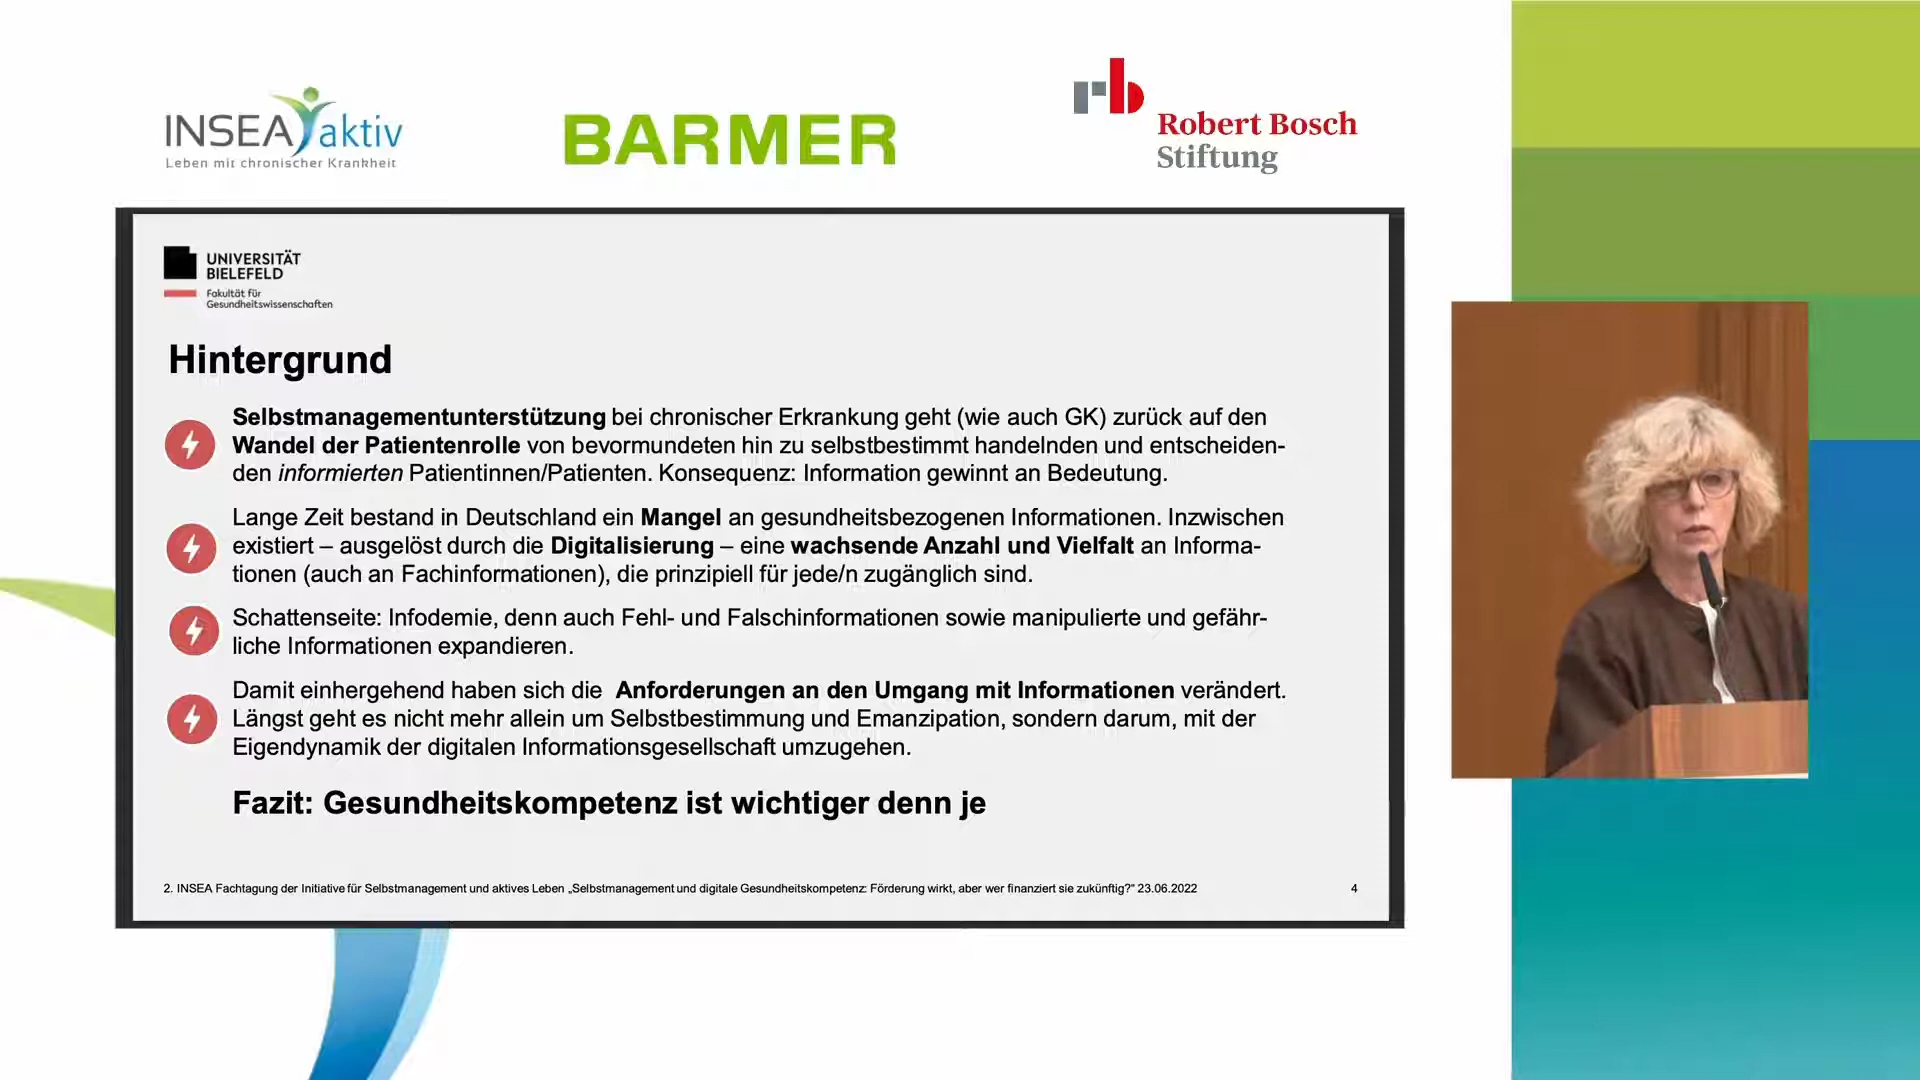 INSEA aktiv
Leben mit chronischer Krankheit
BARMER
rb
Robert Bosch
Stiftung
UNIVERSITÄT
BIELEFELD
Fakultät für
Gesundheitswissenschaften
Hintergrund
Selbstmanagementunterstützung bei chronischer Erkrankung geht (wie auch GK) zurück auf den
Wandel der Patientenrolle von bevormundeten hin zu selbstbestimmt handelnden und entscheiden-
den informierten Patientinnen/Patienten. Konsequenz: Information gewinnt an Bedeutung.
Lange Zeit bestand in Deutschland ein Mangel an gesundheitsbezogenen Informationen. Inzwischen
existiert – ausgelöst durch die Digitalisierung – eine wachsende Anzahl und Vielfalt an Informa-
tionen (auch an Fachinformationen), die prinzipiell für jede/n zugänglich sind.
Schattenseite: Infodemie, denn auch Fehl- und Falschinformationen sowie manipulierte und gefähr-
liche Informationen expandieren.
Damit einhergehend haben sich die Anforderungen an den Umgang mit Informationen verändert.
Längst geht es nicht mehr allein um Selbstbestimmung und Emanzipation, sondern darum, mit der
Eigendynamik der digitalen Informationsgesellschaft umzugehen.
Fazit: Gesundheitskompetenz ist wichtiger denn je
2. INSEA Fachtagung der Initiative für Selbstmanagement und aktives Leben „Selbstmanagement und digitale Gesundheitskompetenz: Förderung wirkt, aber wer finanziert sie zukünftig?“ 23.06.2022
4